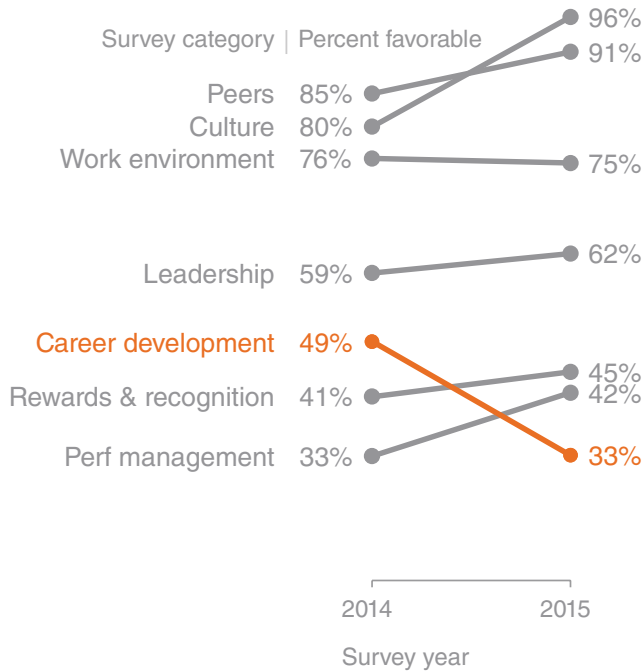 96%
Survey category | Percent favorable
91%
Peers 85%
Culture 80%
Work environment 76% 75%
62%
Leadership 59%
Career development 49%
45%
Rewards & recognition 41% 42%
Perf management 33% 33%
2014 2015
Survey year